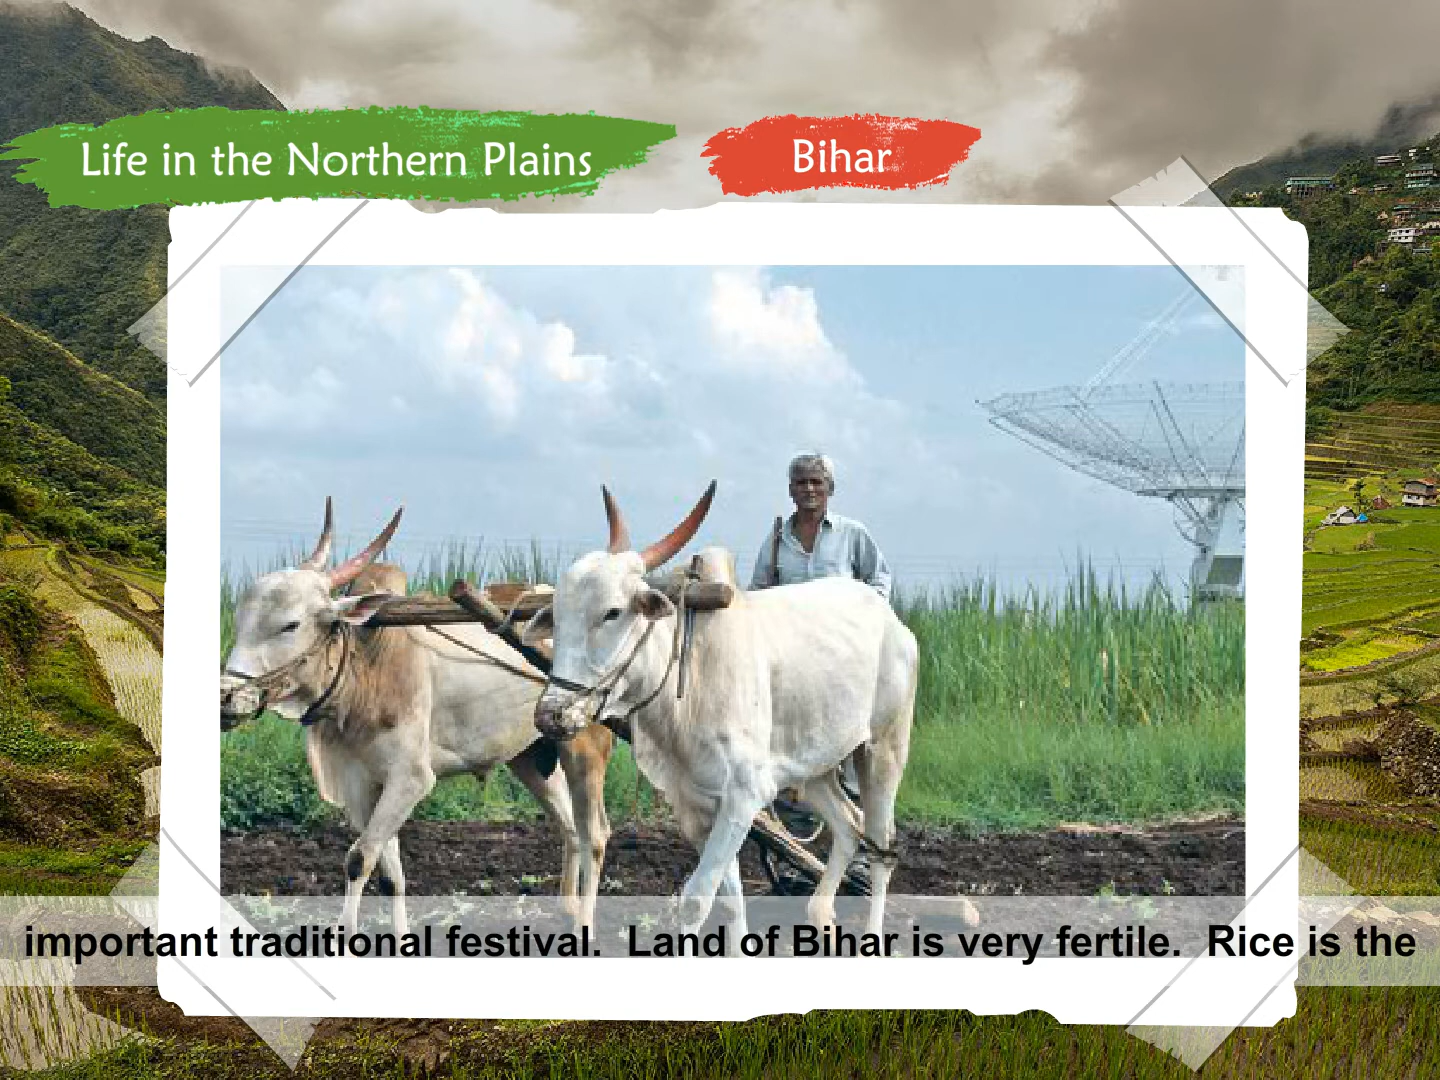 Life in the Northern Plains
Bihar
important traditional festival. Land of Bihar is very fertile. Rice is the